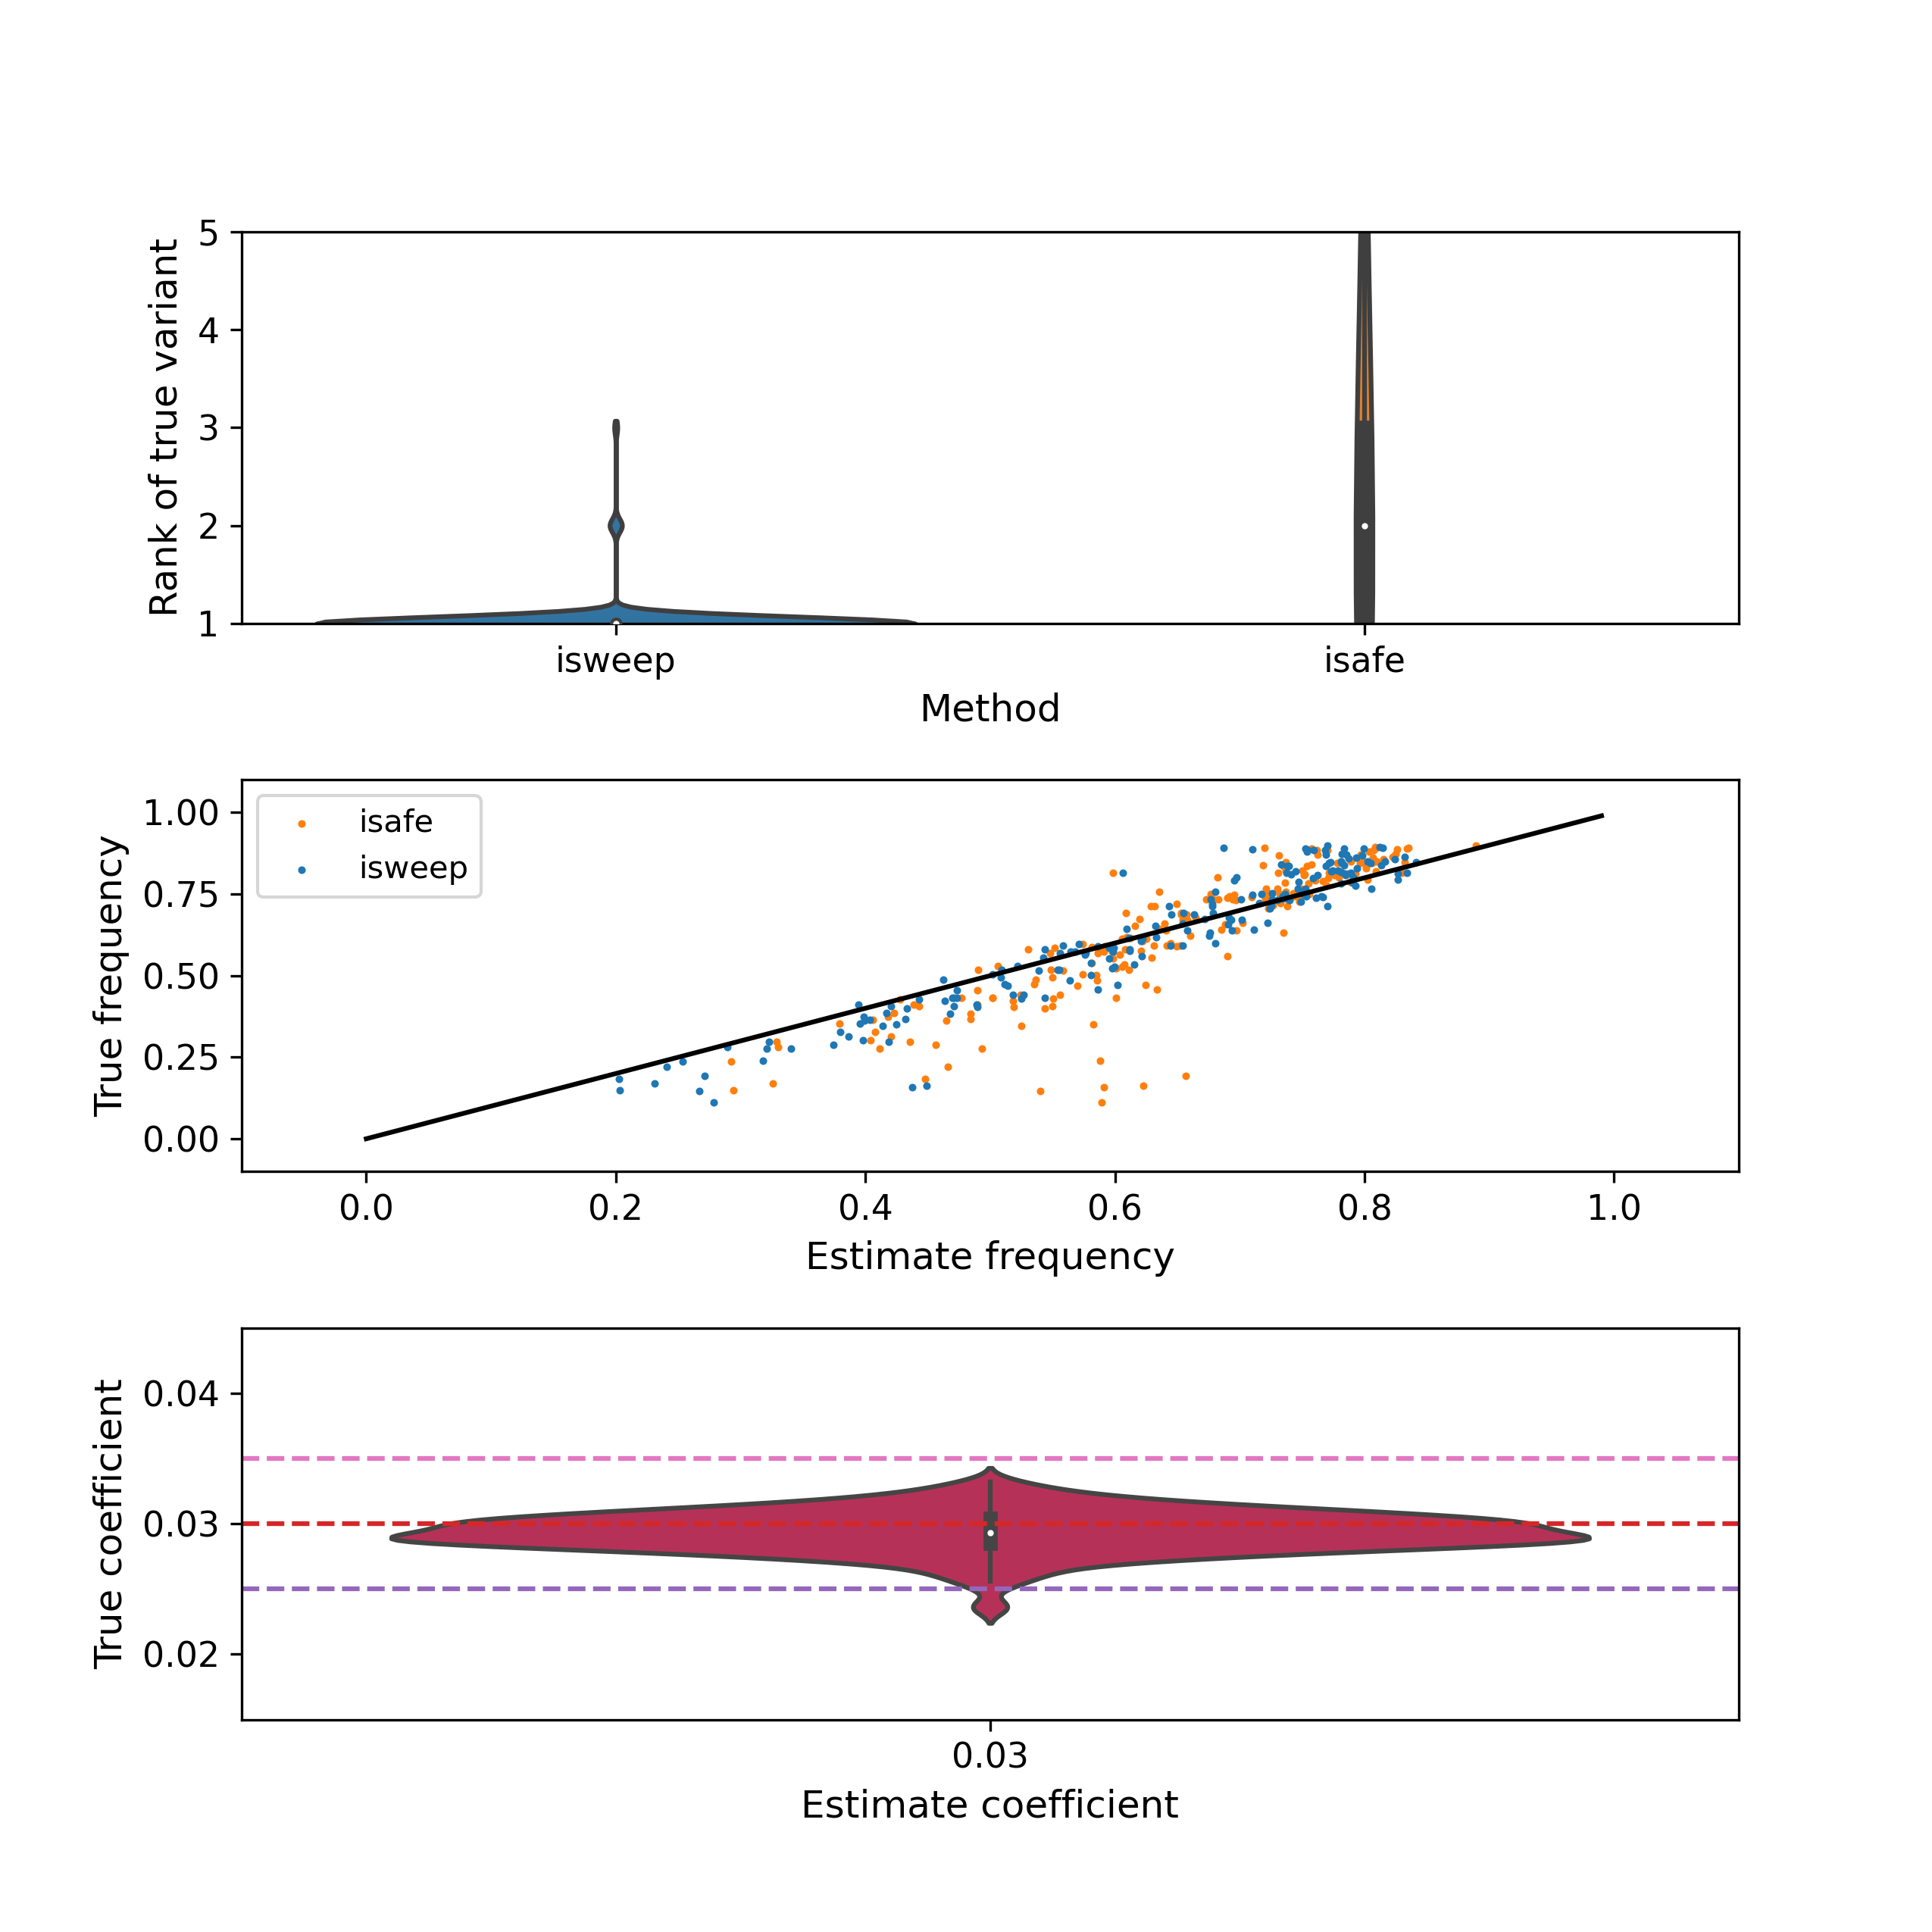 Rank of true variant
5
4
3
2
1
isweep
isafe
Method
True frequency
1.00
0.75
0.50
0.25
0.00
isafe
isweep
0.0
0.2
0.4
0.6
0.8
1.0
Estimate frequency
True coefficient
0.04
0.03
0.02
0.03
Estimate coefficient